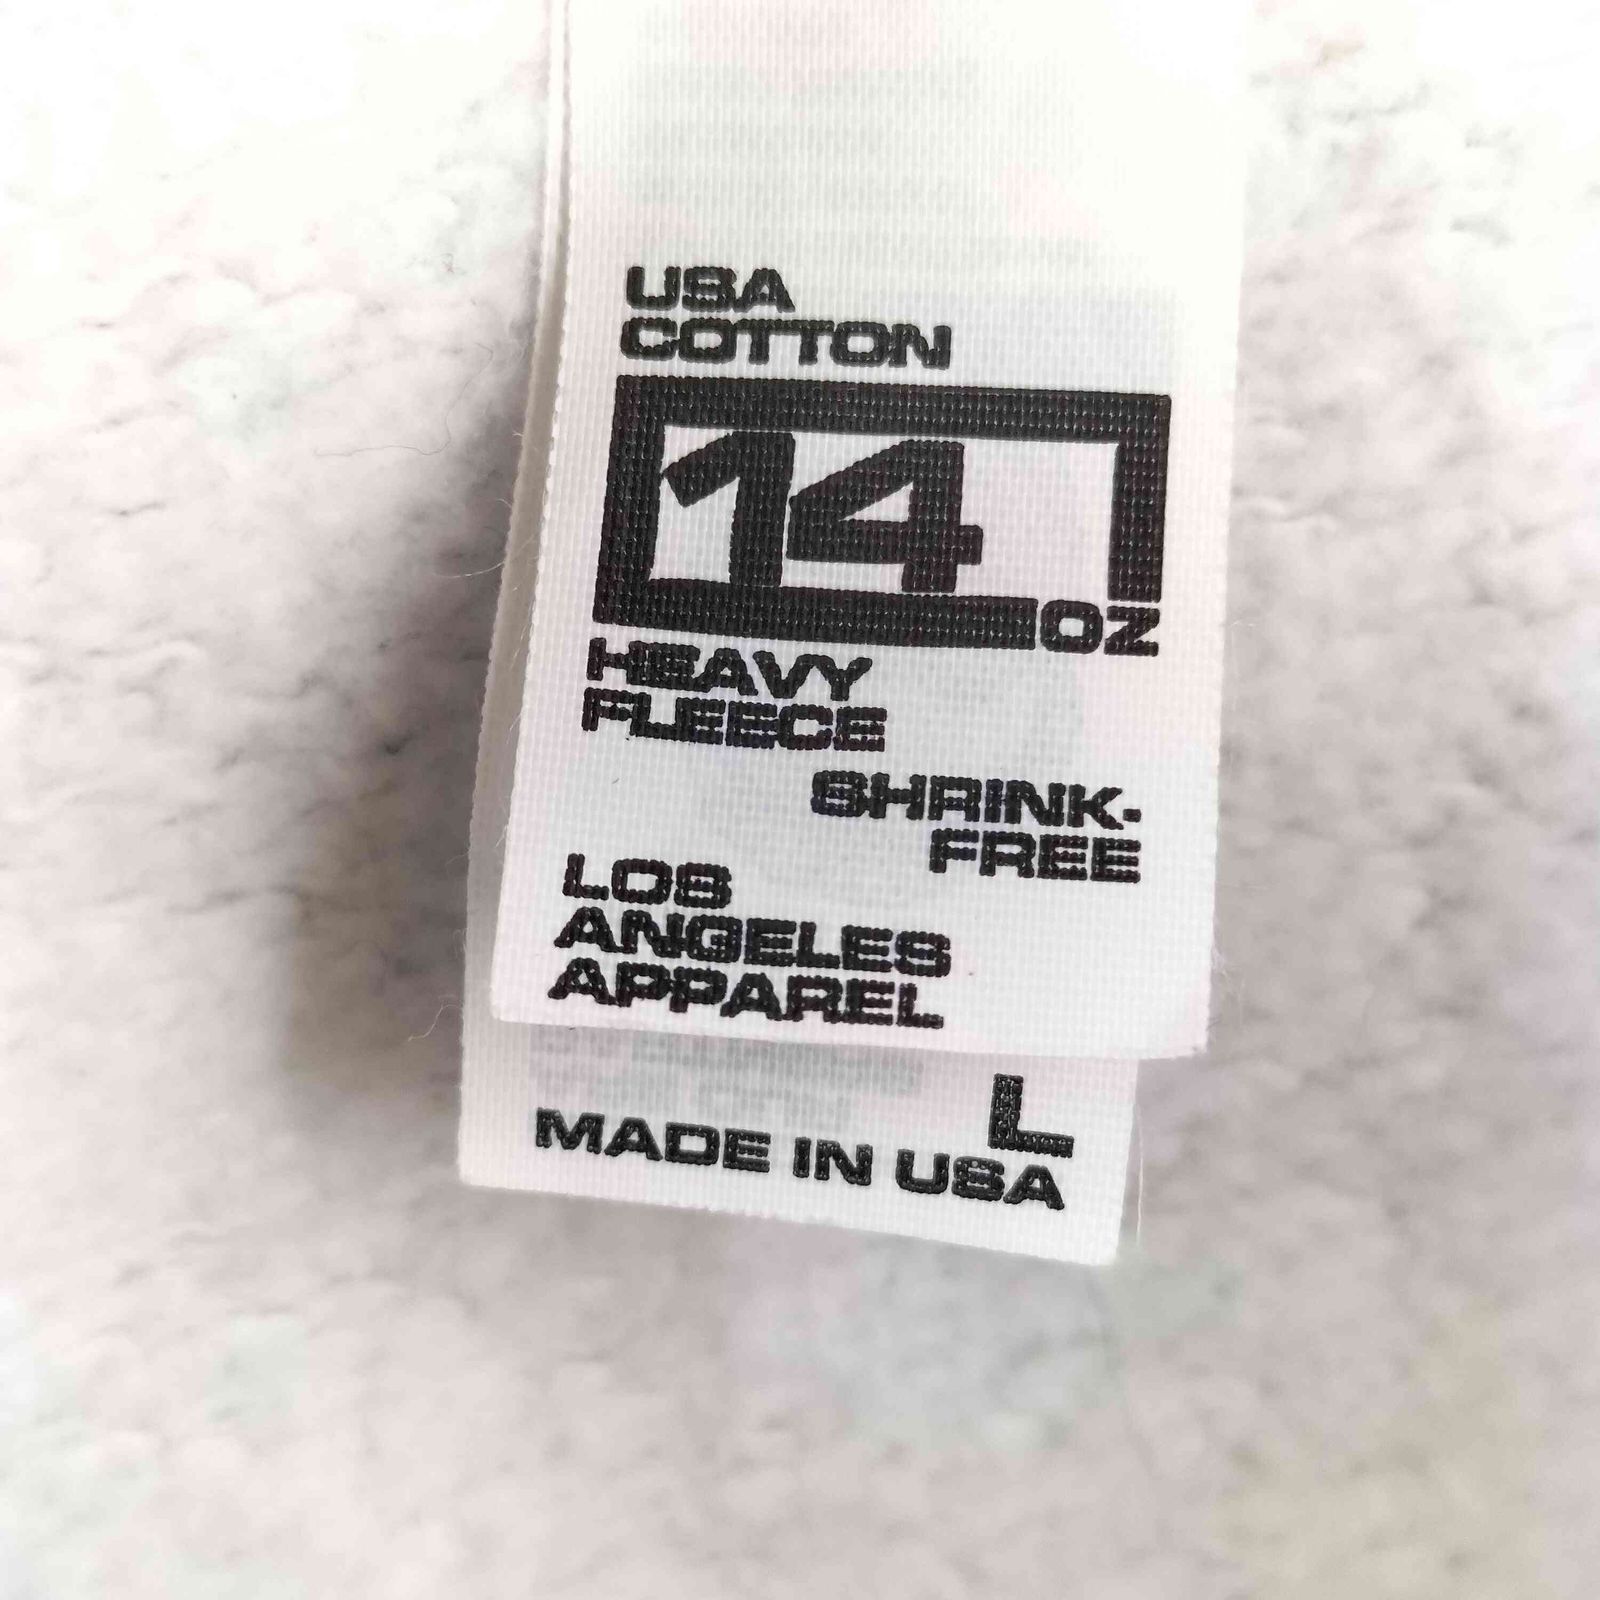 USA
COTTON
14
OZ
HEAVY
FLEECE
SHRINK-
FREE
LOS
ANGELES
APPAREL
L
MADE IN USA